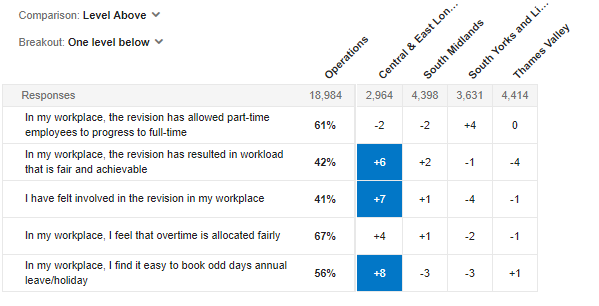 Comparison: Level Above
Breakout: One level below
Operations
Central & East Lon...
South Midlands
South Yorks and Li...
Thames Valley
Responses 18,984 2,964 4,398 3,631 4,414
In my workplace, the revision has allowed part-time
employees to progress to full-time
61% -2 -2 +4 0
In my workplace, the revision has resulted in workload
that is fair and achievable
42% +6 +2 -1 -4
I have felt involved in the revision in my workplace 41% +7 +1 -4 -1
In my workplace, I feel that overtime is allocated fairly 67% +4 +1 -2 -1
In my workplace, I find it easy to book odd days annual
leave/holiday
56% +8 -3 -3 +1